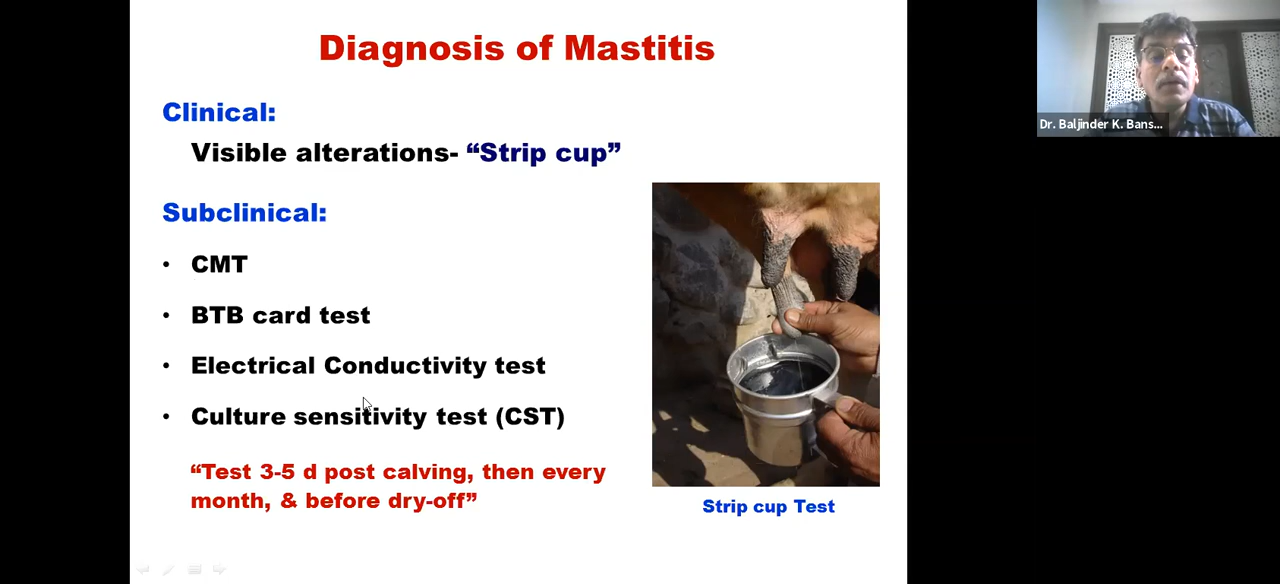 Diagnosis of Mastitis
Clinical:
Visible alterations- “Strip cup”
Subclinical:
• CMT
• BTB card test
• Electrical Conductivity test
• Culture sensitivity test (CST)
“Test 3-5 d post calving, then every
month, & before dry-off”
Strip cup Test
Dr. Baljinder K. Bans...